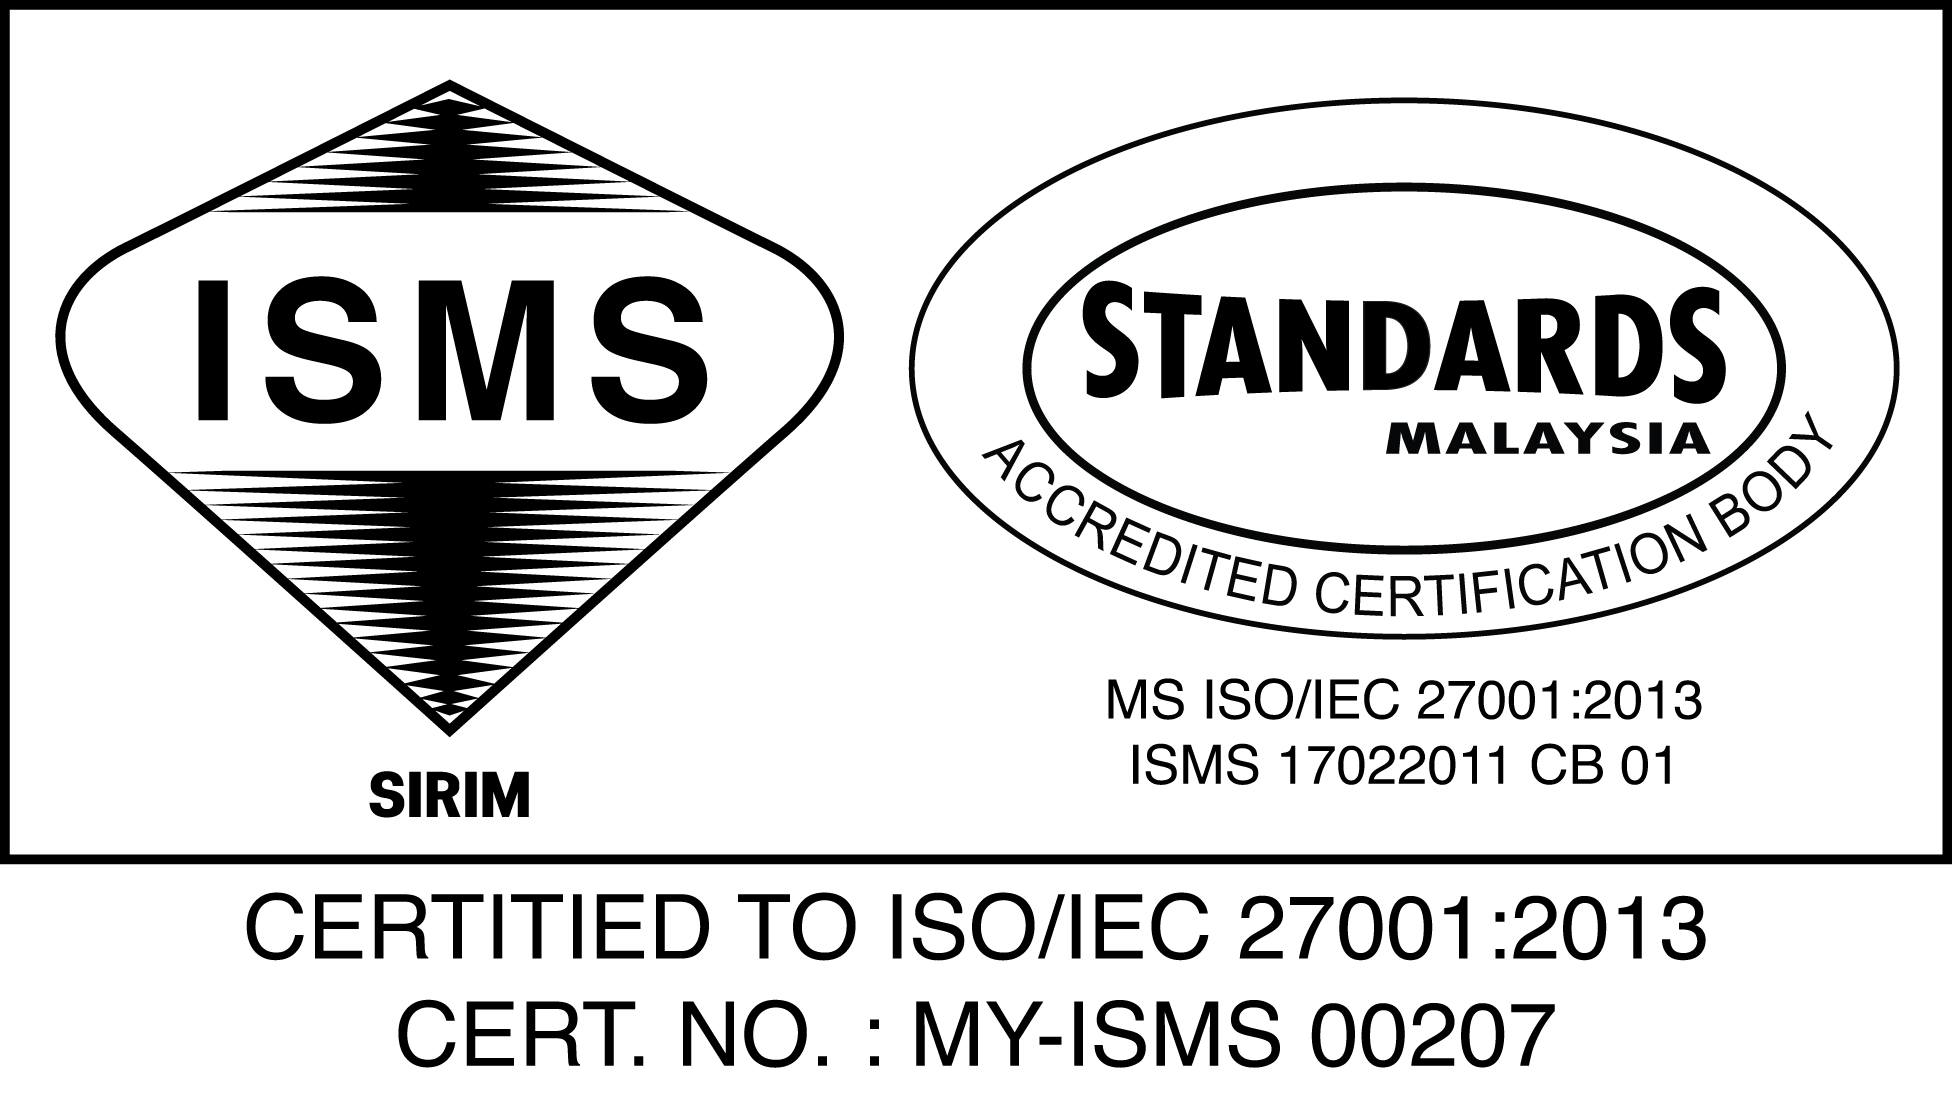 ISMS
SIRIM
STANDARDS
MALAYSIA
ACCREDITED CERTIFICATION BODY
MS ISO/IEC 27001:2013
ISMS 17022011 CB 01
CERTITIED TO ISO/IEC 27001:2013
CERT. NO. : MY-ISMS 00207